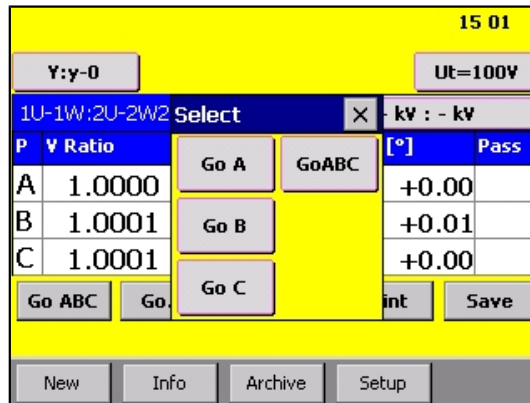 15 01
Y:y-0 Ut=100V
1U-1W:2U-2W2 Select × - kV : - kV
P V Ratio Go A GoABC [°] Pass
A 1.0000 +0.00
B 1.0001 Go B +0.01
C 1.0001 +0.00
Go ABC Go. Go C int Save
New Info Archive Setup